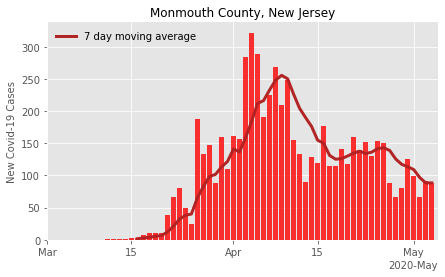 Monmouth County, New Jersey
7 day moving average
New Covid-19 Cases
300
250
200
150
100
50
0
Mar
15
Apr
15
May
2020-May